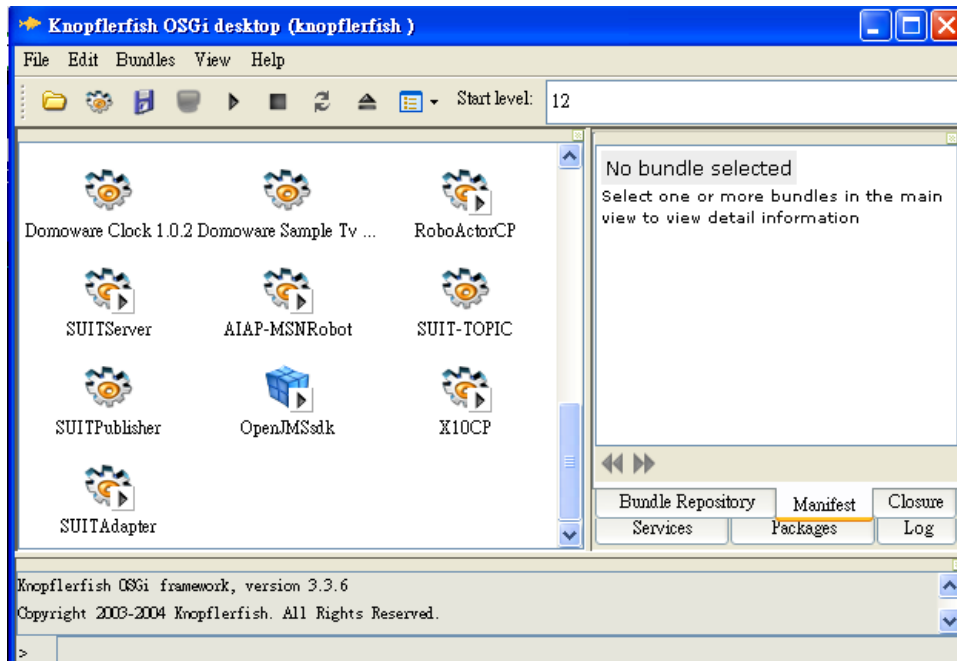 Knopflerfish OSGi desktop (knopflerfish )
File Edit Bundles View Help
Start level: 12
Domoware Clock 1.0.2 Domoware Sample Tv ... RoboActorCP
SUITServer AIAP-MSNRobot SUIT-TOPIC
SUITPublisher OpenJMSsdk X10CP
SUITAdapter
No bundle selected
Select one or more bundles in the main
view to view detail information
Bundle Repository Manifest Closure
Services Packages Log
Knopflerfish OSGi framework, version 3.3.6
Copyright 2003-2004 Knopflerfish. All Rights Reserved.
>